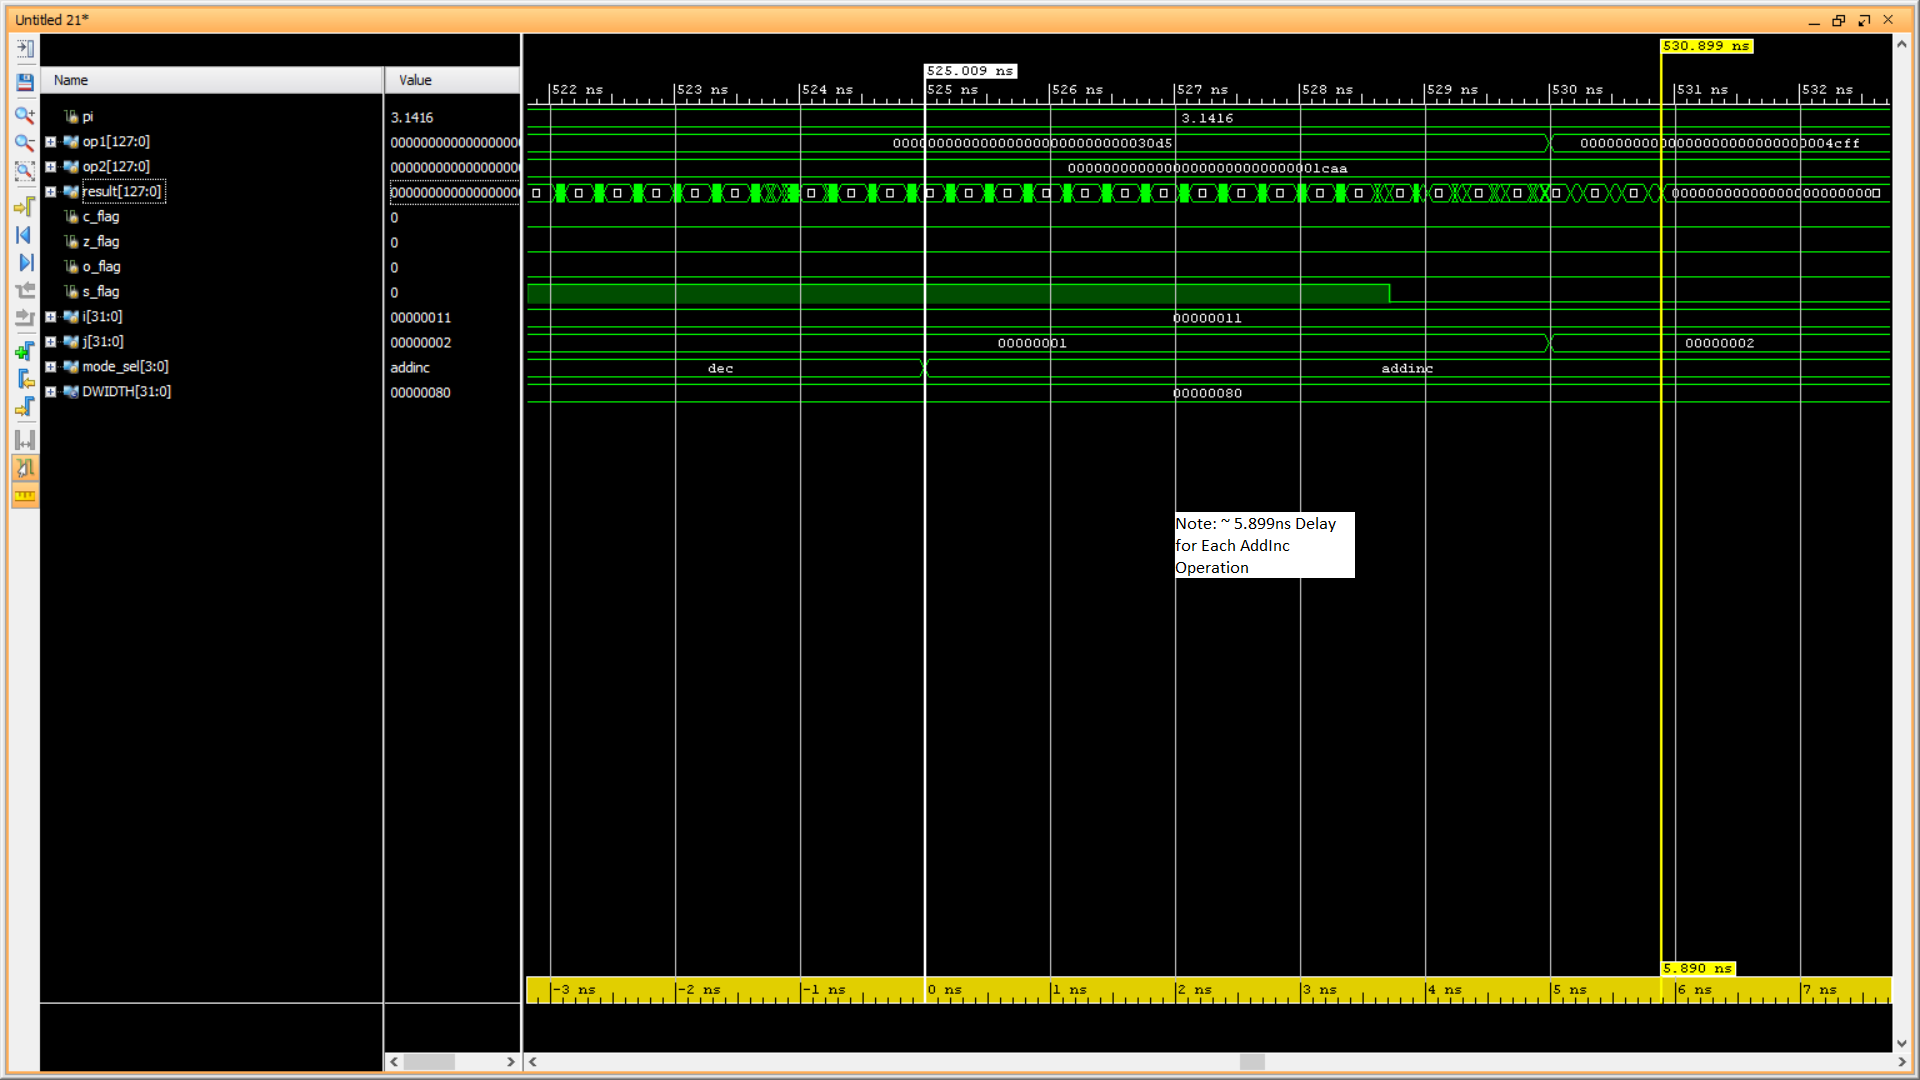 Untitled 21*
530.899 ns
525.009 ns
Name Value
522 ns 523 ns 524 ns 525 ns 526 ns 527 ns 528 ns 529 ns 530 ns 531 ns 532 ns
pi 3.1416 3.1416
op1[127:0] 00000000000000000 000000000000000000000000000030d5 00000000000000000000000000004cff
op2[127:0] 00000000000000000 00000000000000000000000000001caa
result[127:0] 00000000000000000 00000000000000000000000
c_flag 0
z_flag 0
o_flag 0
s_flag 0
i[31:0] 00000011 00000011
j[31:0] 00000002 00000001 00000002
mode_sel[3:0] addinc dec addinc
DWIDTH[31:0] 00000080 00000080
Note: ~ 5.899ns Delay
for Each AddInc
Operation
5.890 ns
-3 ns -2 ns -1 ns 0 ns 1 ns 2 ns 3 ns 4 ns 5 ns 6 ns 7 ns